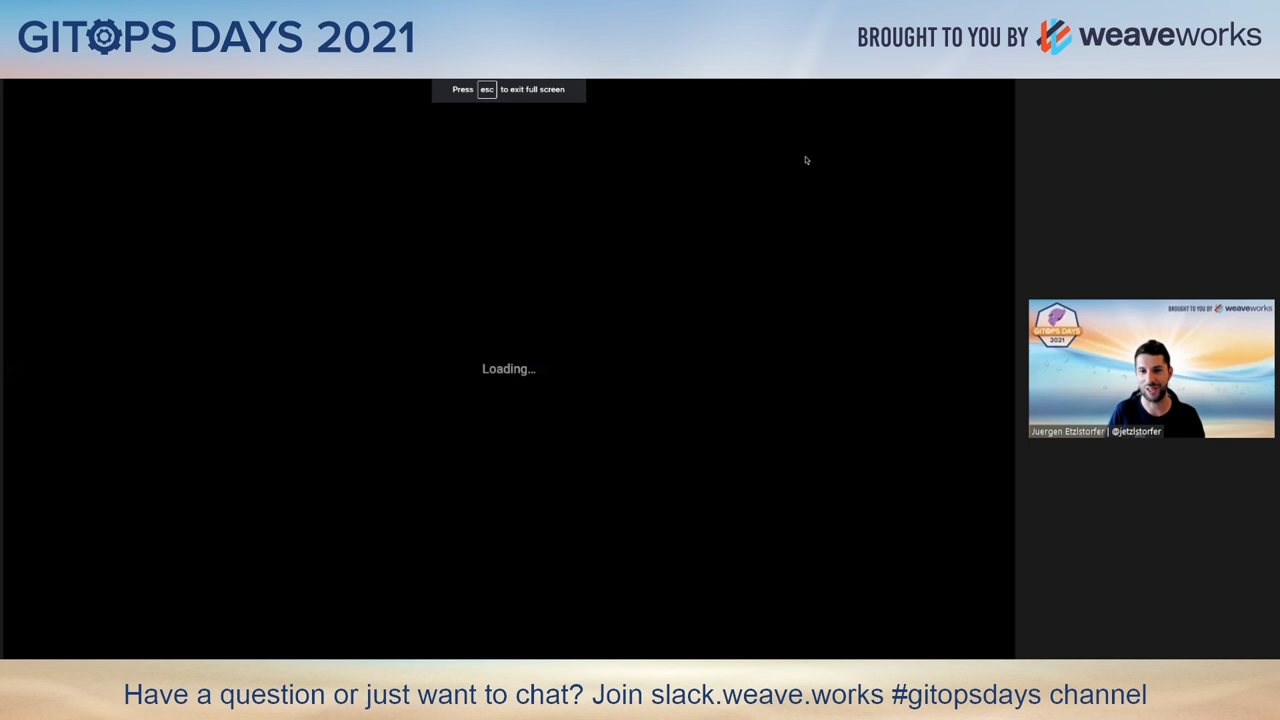 GITOPS DAYS 2021
BROUGHT TO YOU BY weaveworks
Press esc to exit full screen
Loading...
BROUGHT TO YOU BY weaveworks
GITOPS DAYS
2021
Juergen Etzlstorfer | @jetzlstorfer
Have a question or just want to chat? Join slack.weave.works #gitopsdays channel